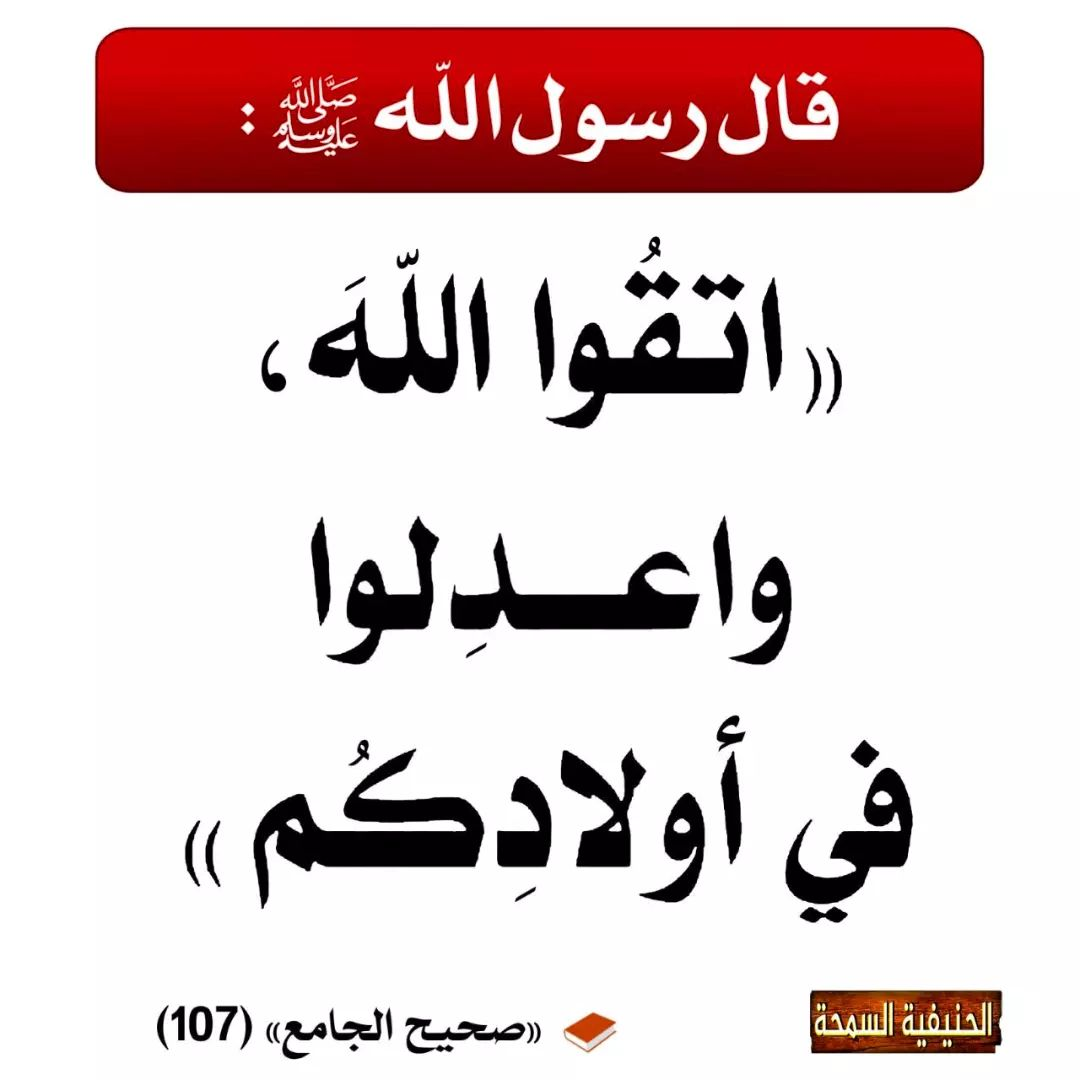 قال رسول الله ﷺ :
((اتقُوا اللّهَ،
واعـدِلوا
في أولادِكُم))
الحنيفية السمحة
«صحيح الجامع» (107)